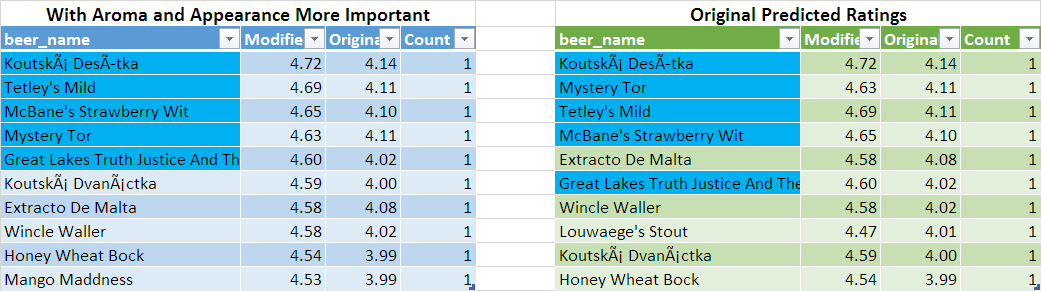 With Aroma and Appearance More Important
beer_name Modifie Origina Count
KoutskÃ¡ DesÃ-tka 4.72 4.14 1
Tetley's Mild 4.69 4.11 1
McBane's Strawberry Wit 4.65 4.10 1
Mystery Tor 4.63 4.11 1
Great Lakes Truth Justice And Th 4.60 4.02 1
KoutskÃ¡ DvanÃ¡ctka 4.59 4.00 1
Extracto De Malta 4.58 4.08 1
Wincle Waller 4.58 4.02 1
Honey Wheat Bock 4.54 3.99 1
Mango Maddness 4.53 3.99 1
Original Predicted Ratings
beer_name Modifie Origina Count
KoutskÃ¡ DesÃ-tka 4.72 4.14 1
Mystery Tor 4.63 4.11 1
Tetley's Mild 4.69 4.11 1
McBane's Strawberry Wit 4.65 4.10 1
Extracto De Malta 4.58 4.08 1
Great Lakes Truth Justice And The 4.60 4.02 1
Wincle Waller 4.58 4.02 1
Louwaege's Stout 4.47 4.01 1
KoutskÃ¡ DvanÃ¡ctka 4.59 4.00 1
Honey Wheat Bock 4.54 3.99 1